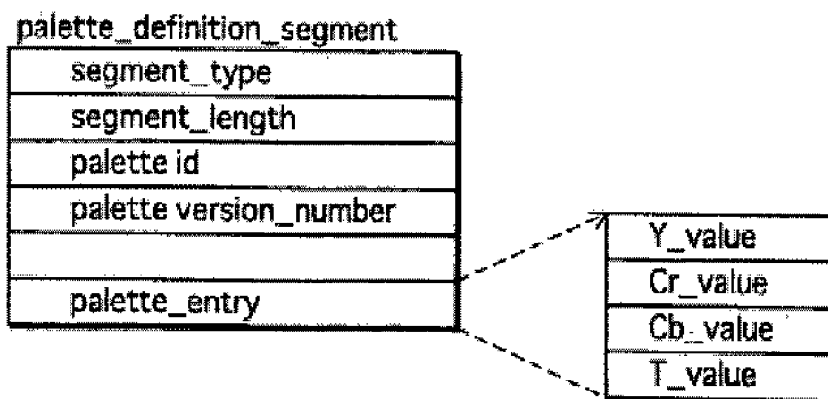 palette_definition_segment
segment_type
segment_length
palette id
palette version_number
palette_entry
Y_value
Cr_value
Cb_value
T_value